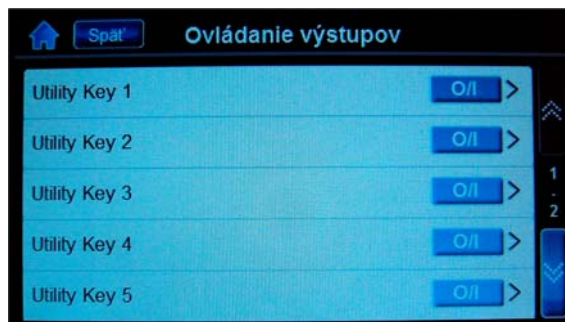 Späť Ovládanie výstupov
Utility Key 1 O/I >
Utility Key 2 O/I >
Utility Key 3 O/I >
Utility Key 4 O/I >
Utility Key 5 O/I >
1
-
2